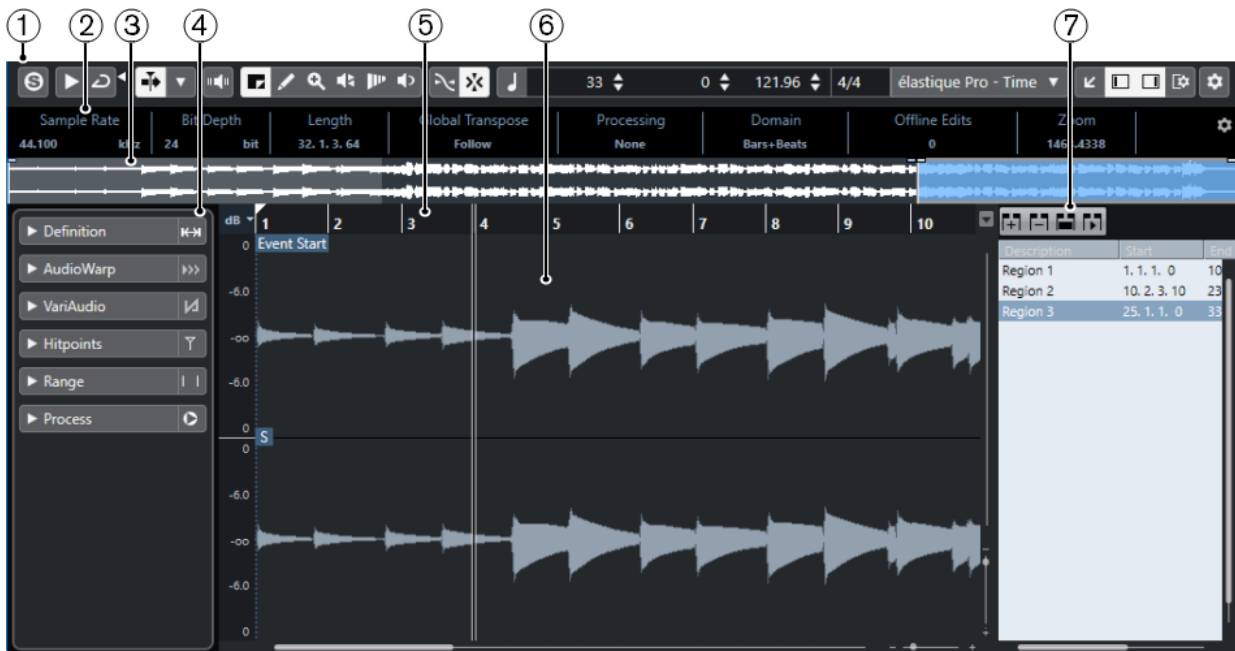 1 2 3 4 5 6 7
S 33 0 121.96 4/4 élastique Pro - Time
Sample Rate Bit Depth Length Global Transpose Processing Domain Offline Edits Zoom
44.100 kHz 24 bit 32. 1. 3. 64 Follow None Bars+Beats 0
dB 1 2 3 4 5 6 7 8 9 10
Definition
AudioWarp
VariAudio
Hitpoints
Range
Process
Event Start
0
-6.0
-oo
-6.0
0
S
0
-6.0
-oo
-6.0
0
Description Start End
Region 1 1. 1. 1. 0 10
Region 2 10. 2. 3. 10 23
Region 3 25. 1. 1. 0 33